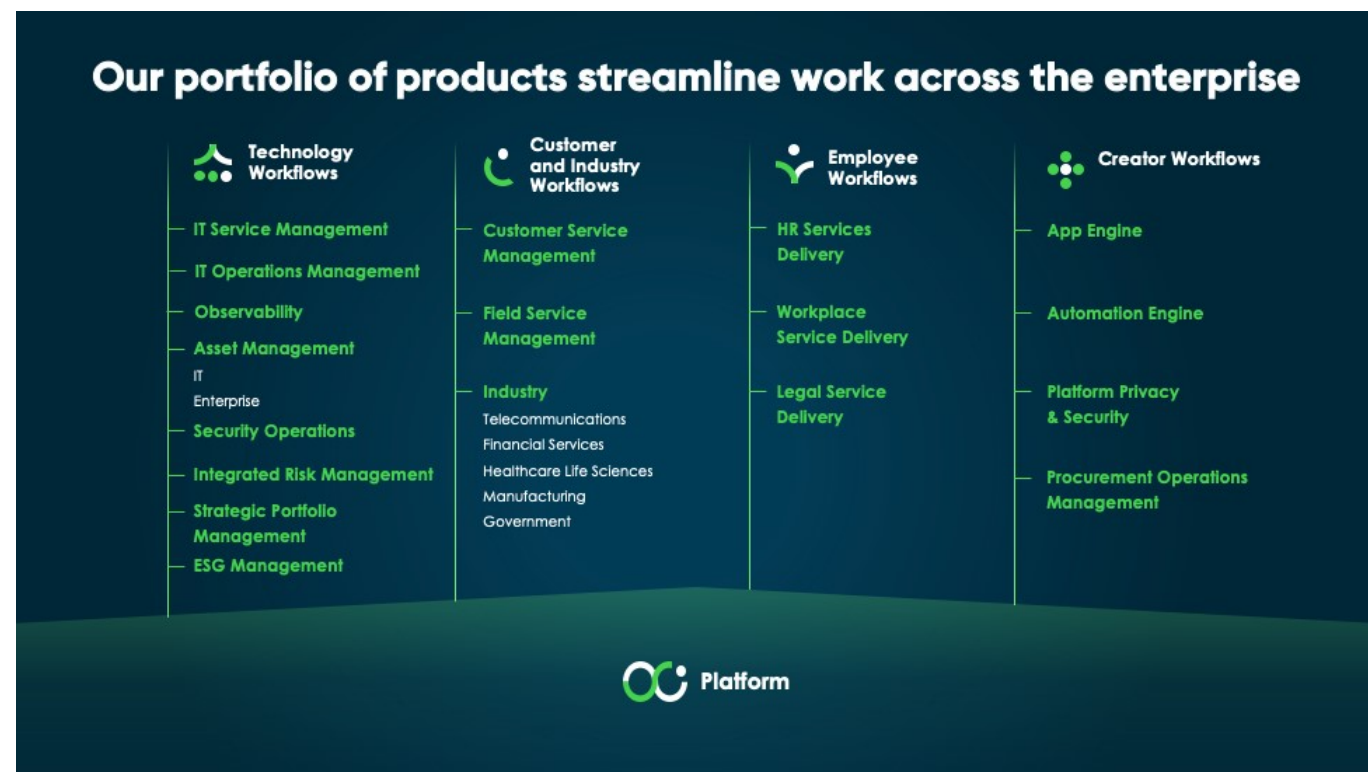 Our portfolio of products streamline work across the enterprise
Technology
Workflows
IT Service Management
IT Operations Management
Observability
Asset Management
IT
Enterprise
Security Operations
Integrated Risk Management
Strategic Portfolio
Management
ESG Management
Customer
and Industry
Workflows
Customer Service
Management
Field Service
Management
Industry
Telecommunications
Financial Services
Healthcare Life Sciences
Manufacturing
Government
Employee
Workflows
HR Services
Delivery
Workplace
Service Delivery
Legal Service
Delivery
Creator Workflows
App Engine
Automation Engine
Platform Privacy
& Security
Procurement Operations
Management
Platform